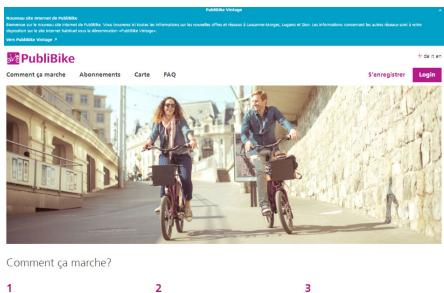 PubliBike Vintage
Nouveau site internet de PubliBike
Bienvenue sur le nouveau site internet de PubliBike. Vous trouverez ici toutes les informations sur les nouvelles offres et réseaux à Lausanne-Morges, Lugano et Sion. Les informations concernant les autres réseaux sont à votre
disposition sur le site internet habituel sous la dénomination «PubliBike Vintage».
Vers PubliBike Vintage
PubliBike
fr de it en
Comment ça marche Abonnements Carte FAQ S'enregistrer Login
Comment ça marche?
1 2 3